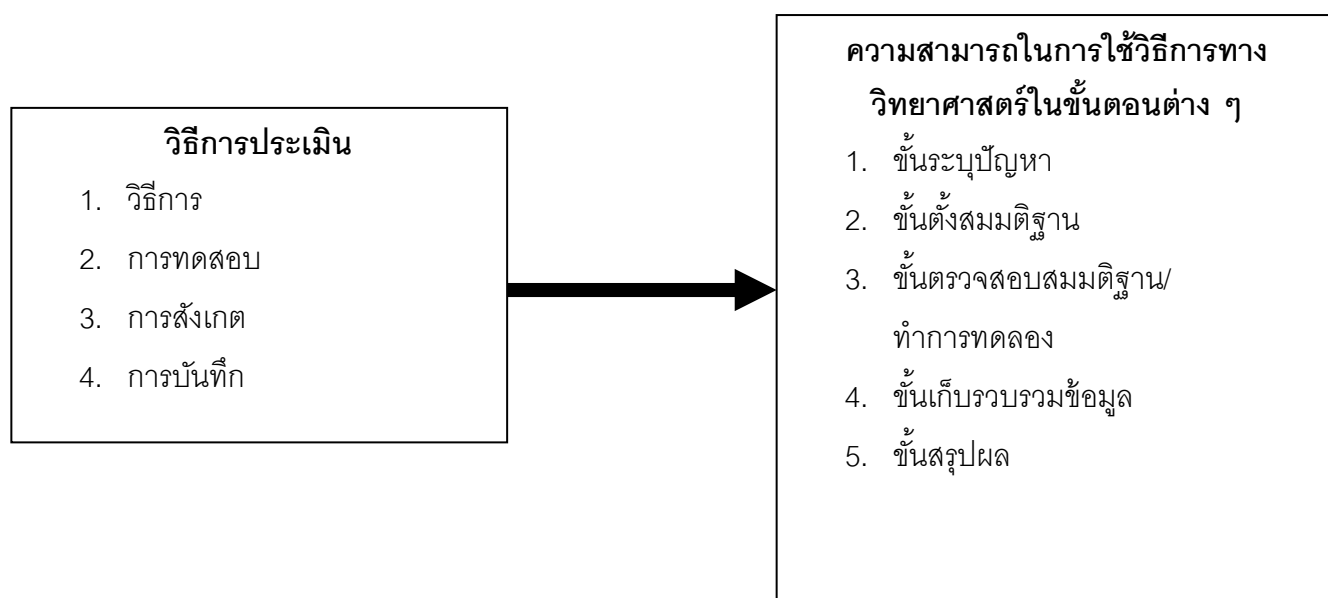 วิธีการประเมิน
1. วิธีการ
2. การทดสอบ
3. การสังเกต
4. การบันทึก
ความสามารถในการใช้วิธีการทาง
วิทยาศาสตร์ในขั้นตอนต่าง ๆ
1. ขั้นระบุปัญหา
2. ขั้นตั้งสมมติฐาน
3. ขั้นตรวจสอบสมมติฐาน/
ทำการทดลอง
4. ขั้นเก็บรวบรวมข้อมูล
5. ขั้นสรุปผล